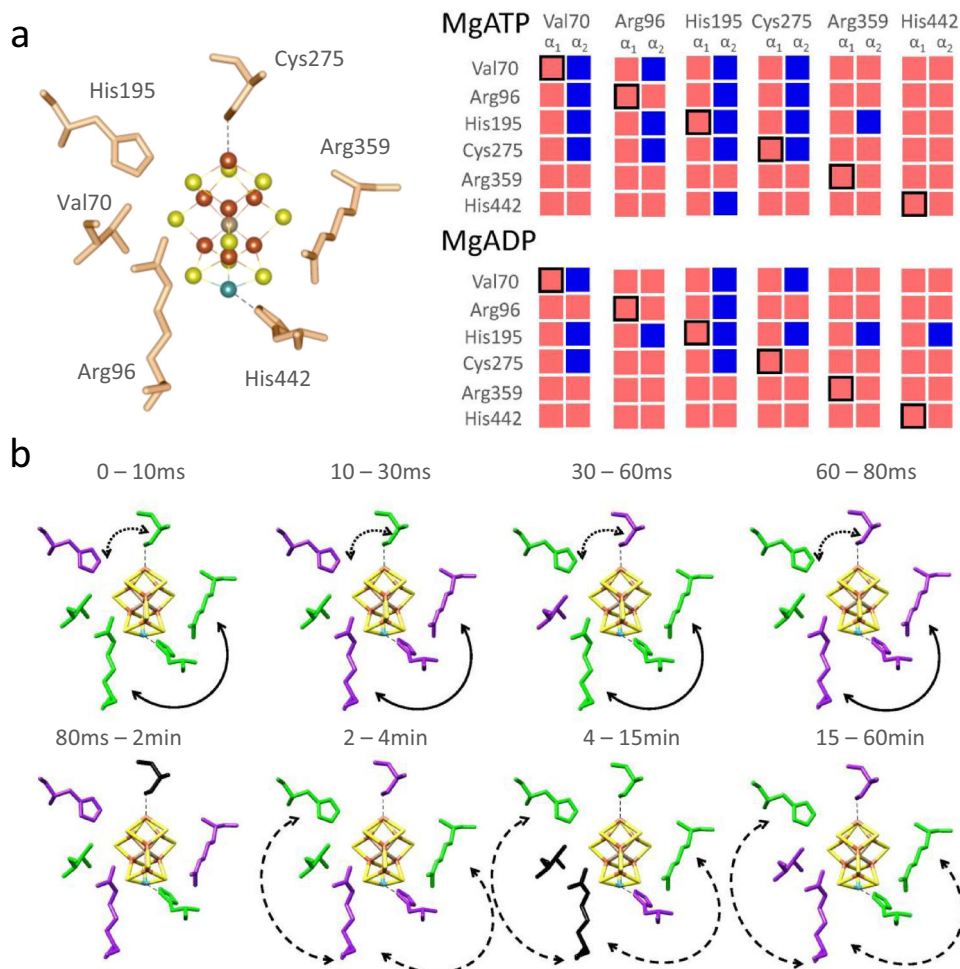 a
Cys275
His195
Arg359
Val70
Arg96
His442
MgATP
Val70 Arg96 His195 Cys275 Arg359 His442
α1 α2 α1 α2 α1 α2 α1 α2 α1 α2 α1 α2
Val70
Arg96
His195
Cys275
Arg359
His442
MgADP
Val70
Arg96
His195
Cys275
Arg359
His442
b
0 – 10ms 10 – 30ms 30 – 60ms 60 – 80ms
80ms – 2min 2 – 4min 4 – 15min 15 – 60min